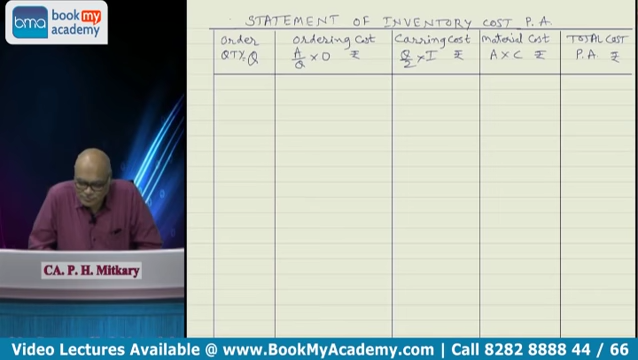 bma
book my
academy
STATEMENT OF INVENTORY COST P.A.
Order
QTY. Q
Ordering Cost
A/Q × O ₹
Carring Cost
Q/2 × I ₹
Material Cost
A × C ₹
TOTAL COST
P.A. ₹
CA. P. H. Mitkary
Video Lectures Available @ www.BookMyAcademy.com | Call 8282 8888 44 / 66